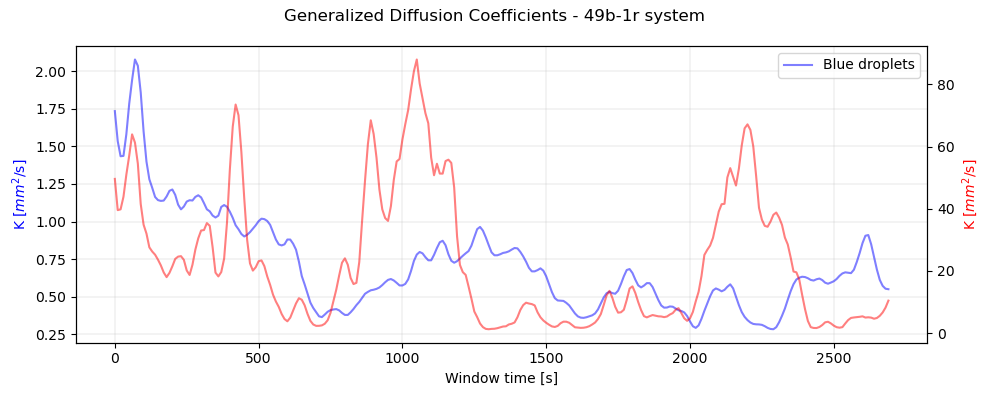 Generalized Diffusion Coefficients - 49b-1r system
Blue droplets
K [mm²/s]
2.00
1.75
1.50
1.25
1.00
0.75
0.50
0.25
80
60
40
20
0
K [mm²/s]
0 500 1000 1500 2000 2500
Window time [s]